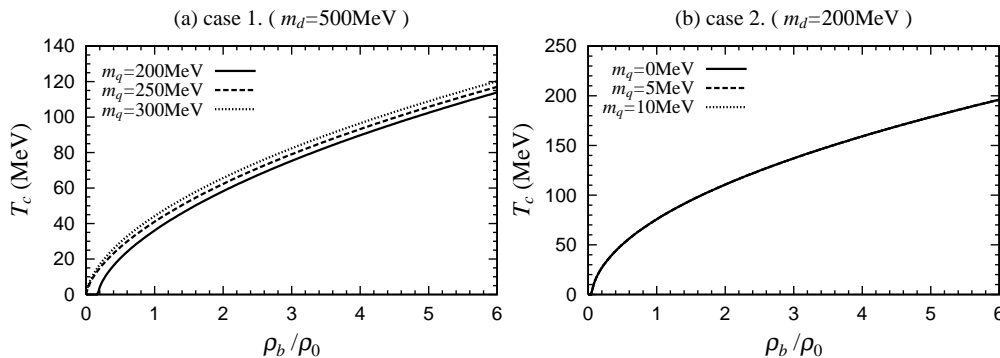 (a) case 1. ( m_d=500MeV )
140
120
100
80
60
40
20
0
T_c (MeV)
m_q=200MeV
m_q=250MeV
m_q=300MeV
0 1 2 3 4 5 6
ρ_b /ρ_0
(b) case 2. ( m_d=200MeV )
250
200
150
100
50
0
T_c (MeV)
m_q=0MeV
m_q=5MeV
m_q=10MeV
0 1 2 3 4 5 6
ρ_b /ρ_0